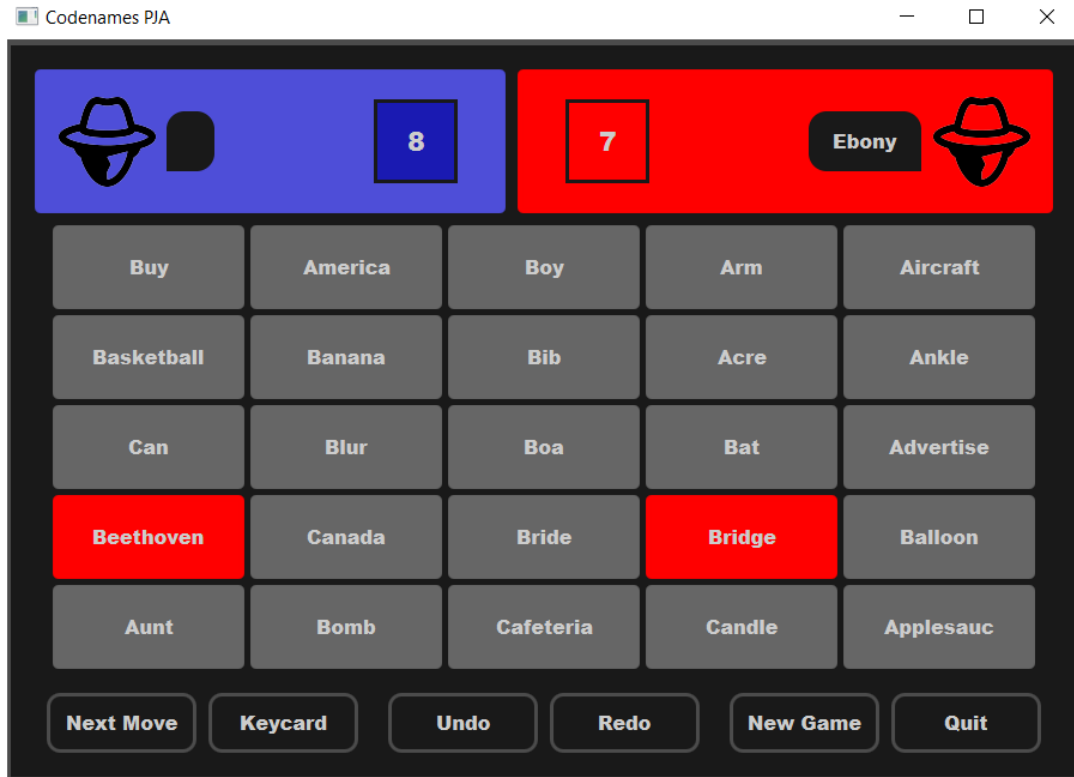 Codenames PJA
8 7 Ebony
Buy America Boy Arm Aircraft
Basketball Banana Bib Acre Ankle
Can Blur Boa Bat Advertise
Beethoven Canada Bride Bridge Balloon
Aunt Bomb Cafeteria Candle Applesauc
Next Move Keycard Undo Redo New Game Quit